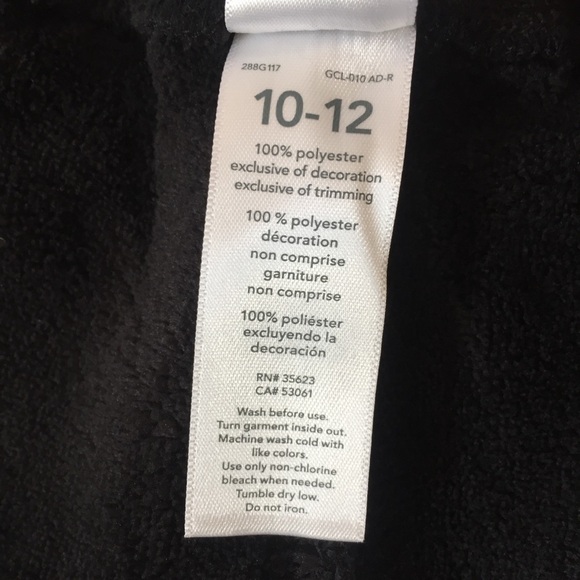 288G117 GCL-010 AD-R
10-12
100% polyester
exclusive of decoration
exclusive of trimming
100 % polyester
décoration
non comprise
garniture
non comprise
100% poliéster
excluyendo la
decoración
RN# 35623
CA# 53061
Wash before use.
Turn garment inside out.
Machine wash cold with
like colors.
Use only non-chlorine
bleach when needed.
Tumble dry low.
Do not iron.